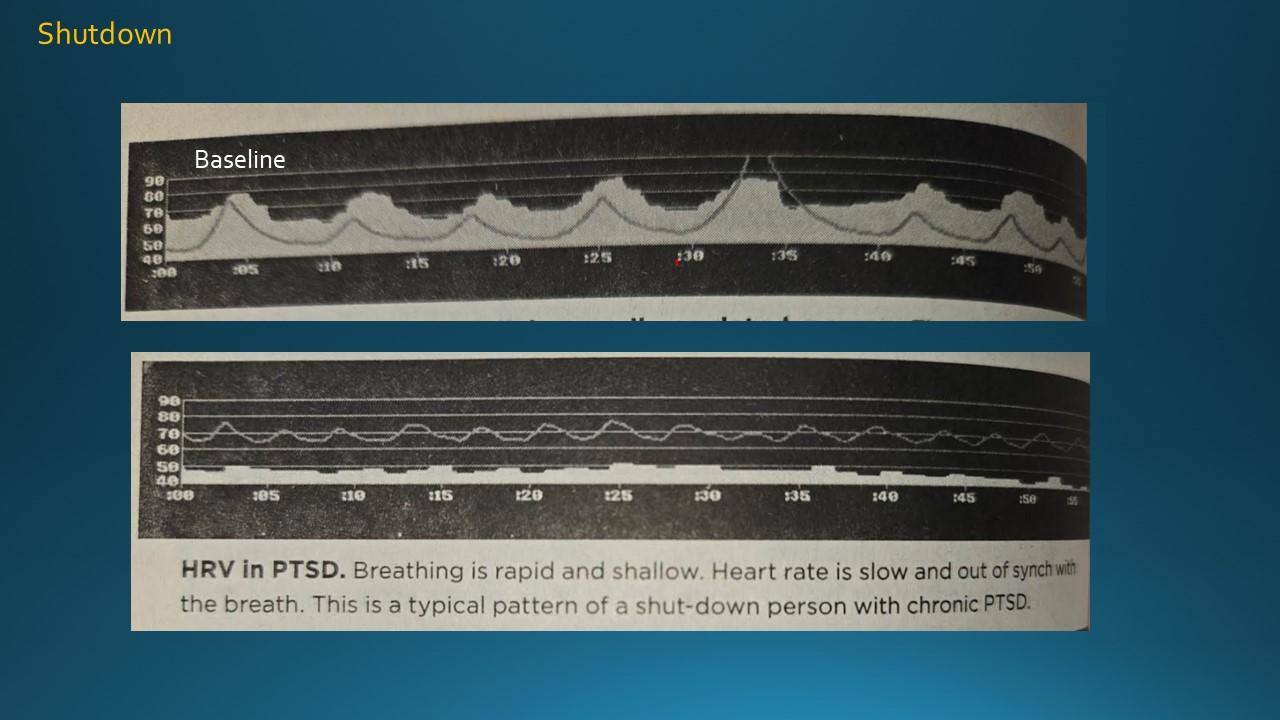 Shutdown
Baseline
90
80
70
60
50
40
:00 :05 :10 :15 :20 :25 :30 :35 :40 :45 :50
90
80
70
60
50
40
:00 :05 :10 :15 :20 :25 :30 :35 :40 :45 :50 :55
HRV in PTSD. Breathing is rapid and shallow. Heart rate is slow and out of synch with
the breath. This is a typical pattern of a shut-down person with chronic PTSD.